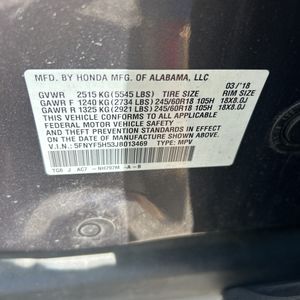 MFD. BY HONDA MFG. OF ALABAMA, LLC
03/'18
GVWR 2515 KG (5545 LBS) TIRE SIZE RIM SIZE
GAWR F 1240 KG (2734 LBS) 245/60R18 105H 18X8.0J
GAWR R 1325 KG (2921 LBS) 245/60R18 105H 18X8.0J
THIS VEHICLE CONFORMS TO ALL APPLICABLE
FEDERAL MOTOR VEHICLE SAFETY
AND THEFT PREVENTION STANDARDS IN EFFECT ON
THE DATE OF MANUFACTURE SHOWN ABOVE.
V.I.N.: 5FNYF5H53JB013469 TYPE: MPV
TG8 J AC7 NH797M -A-B